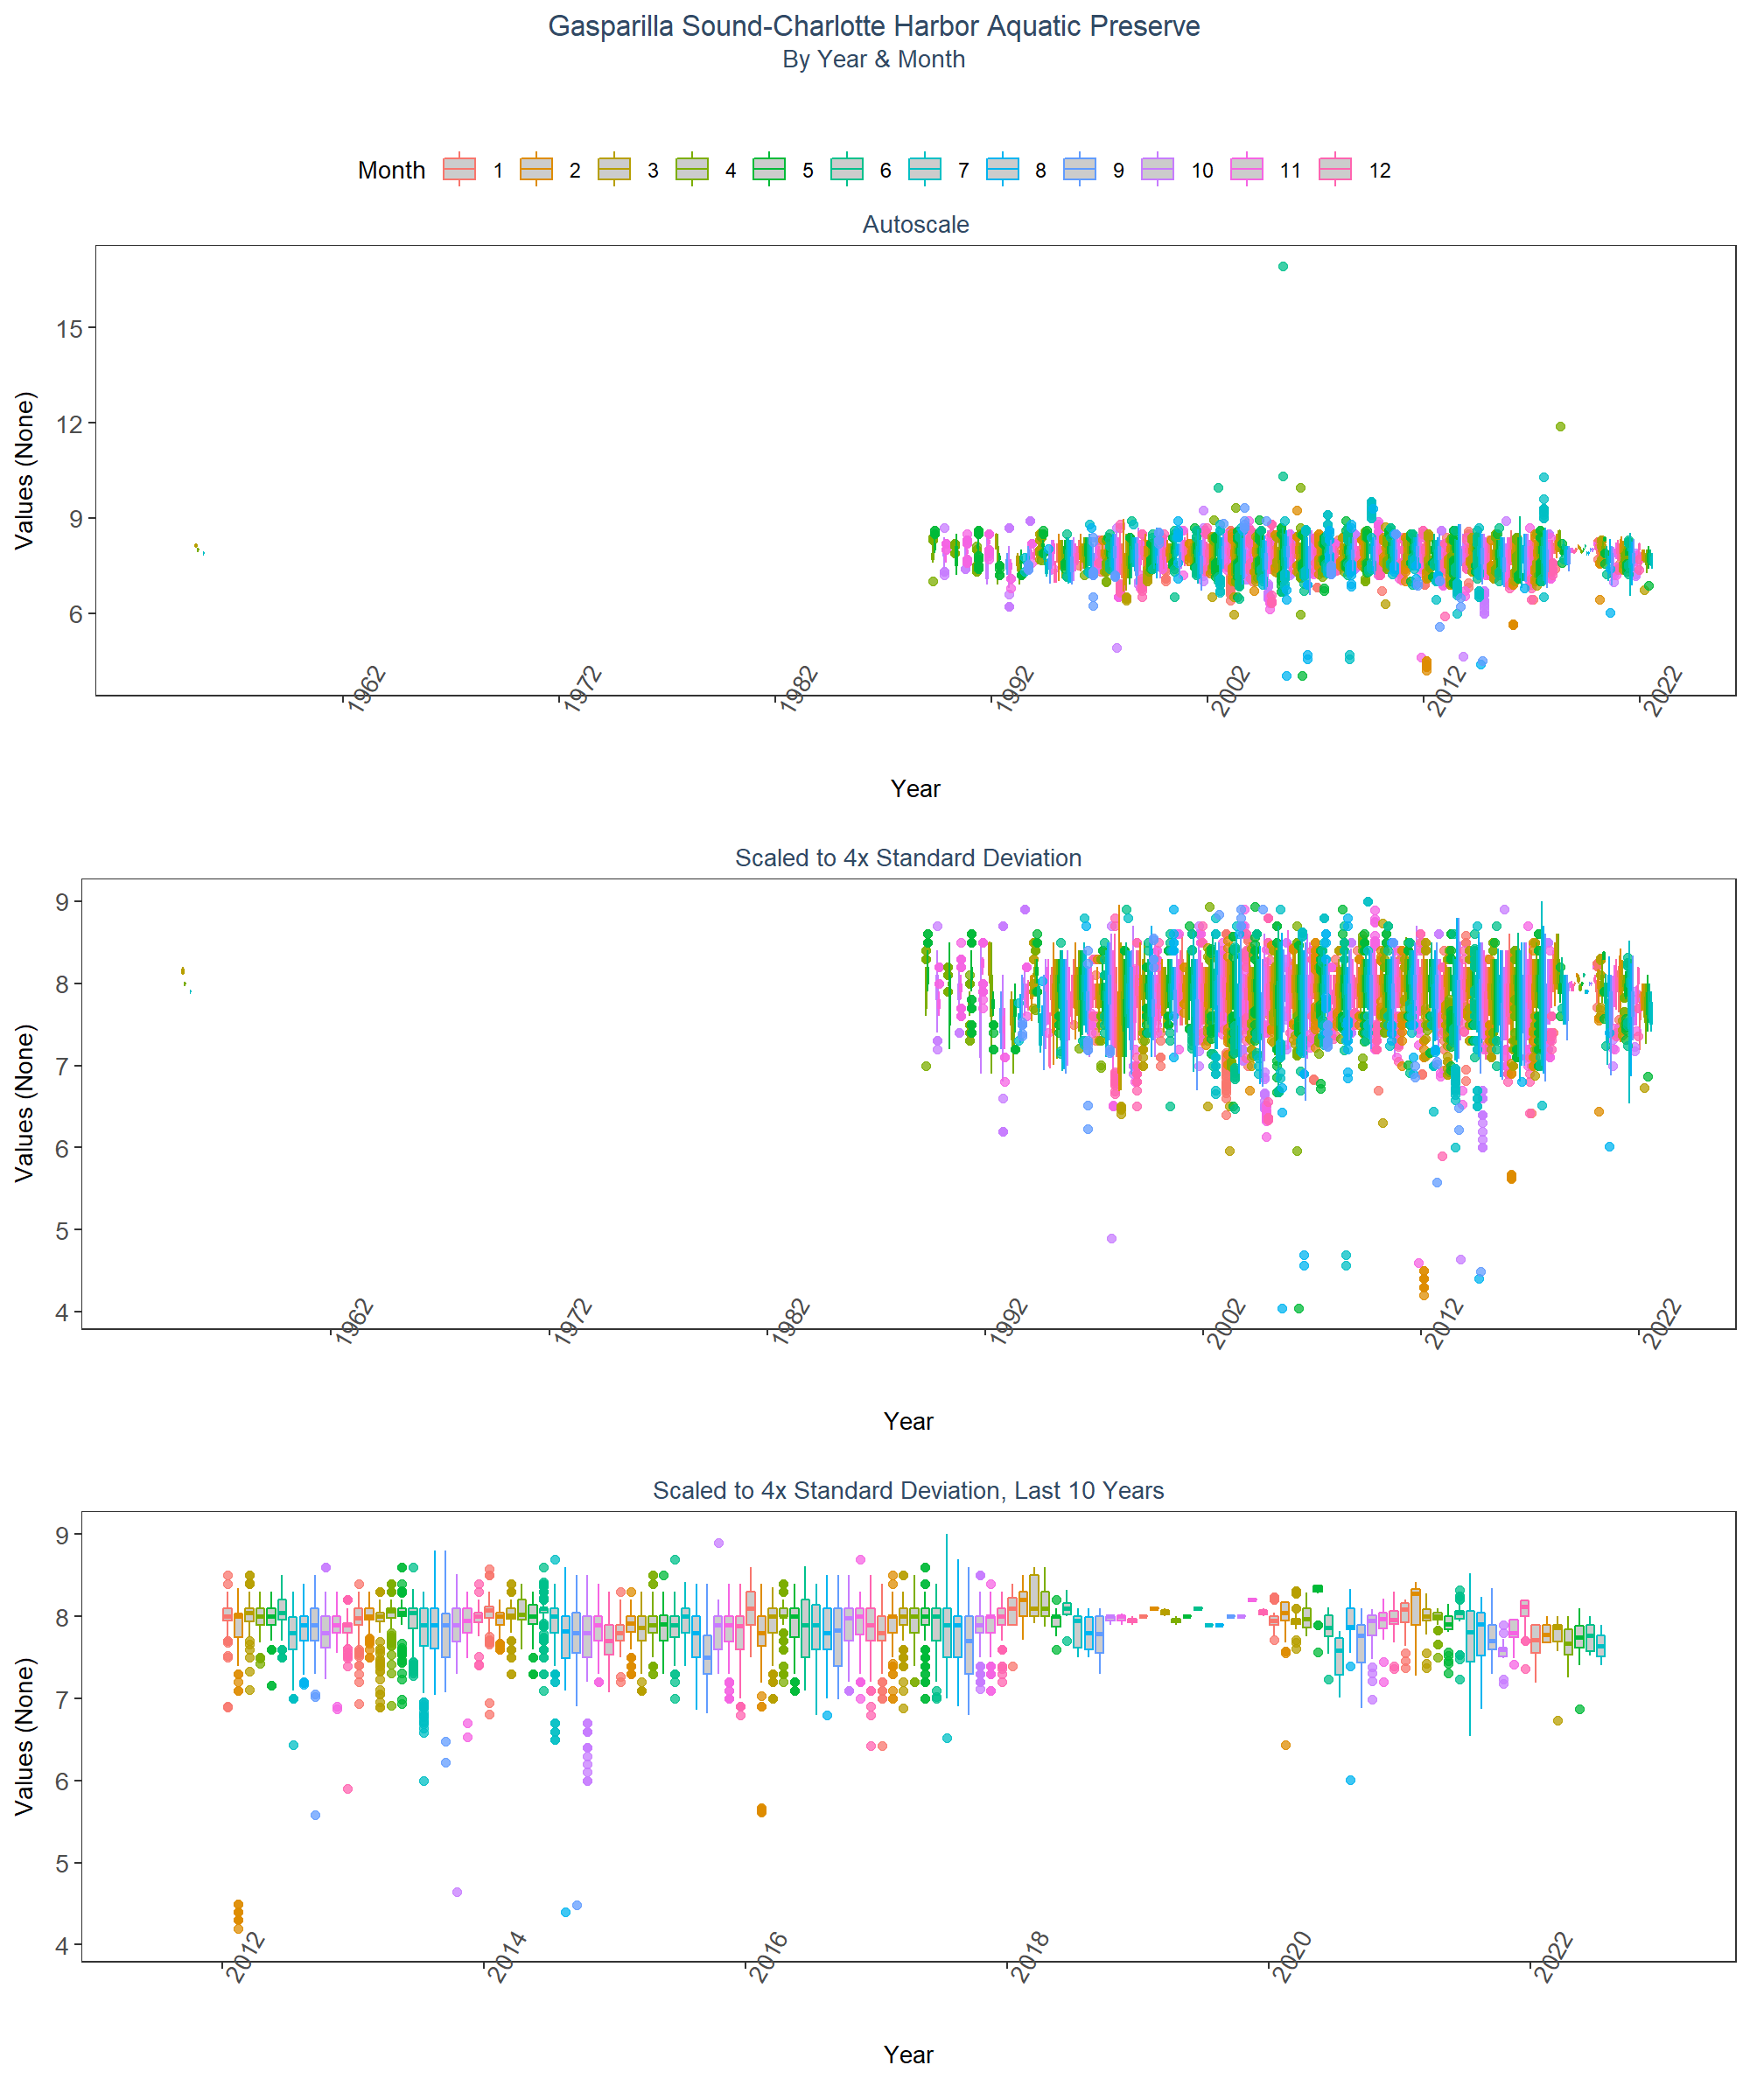 Gasparilla Sound-Charlotte Harbor Aquatic Preserve
By Year & Month
Month 1 2 3 4 5 6 7 8 9 10 11 12
Autoscale
Values (None)
15
12
9
6
1962 1972 1982 1992 2002 2012 2022
Year
Scaled to 4x Standard Deviation
Values (None)
9
8
7
6
5
4
1962 1972 1982 1992 2002 2012 2022
Year
Scaled to 4x Standard Deviation, Last 10 Years
Values (None)
9
8
7
6
5
4
2012 2014 2016 2018 2020 2022
Year